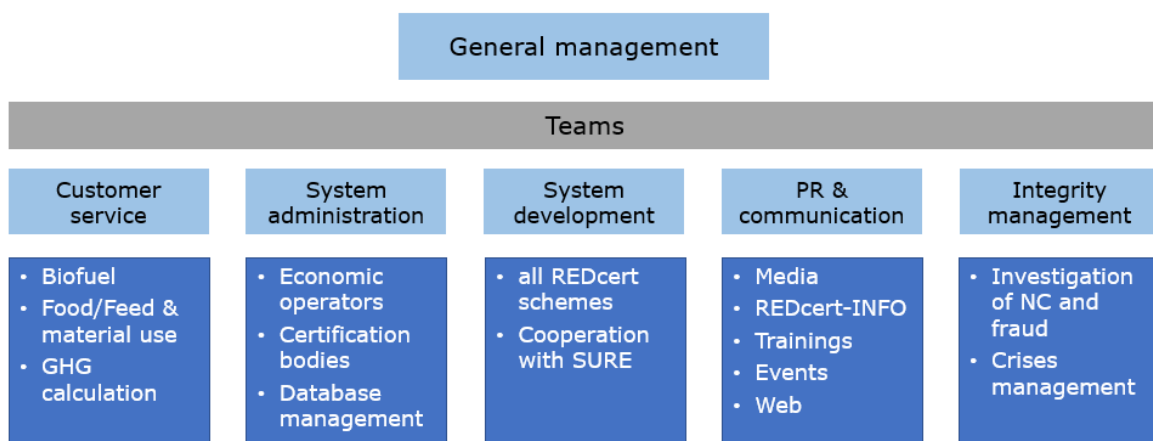 General management
Teams
Customer
service
System
administration
System
development
PR &
communication
Integrity
management
• Biofuel
• Food/Feed &
material use
• GHG
calculation
• Economic
operators
• Certification
bodies
• Database
management
• all REDcert
schemes
• Cooperation
with SURE
• Media
• REDcert-INFO
• Trainings
• Events
• Web
• Investigation
of NC and
fraud
• Crises
management